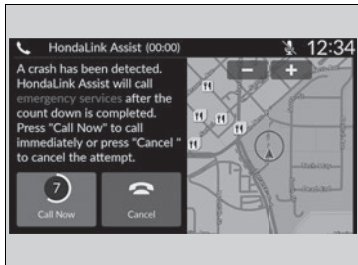 HondaLink Assist (00:00)
12:34
A crash has been detected.
HondaLink Assist will call
emergency services after the
count down is completed.
Press "Call Now" to call
immediately or press "Cancel "
to cancel the attempt.
7
Call Now
Cancel